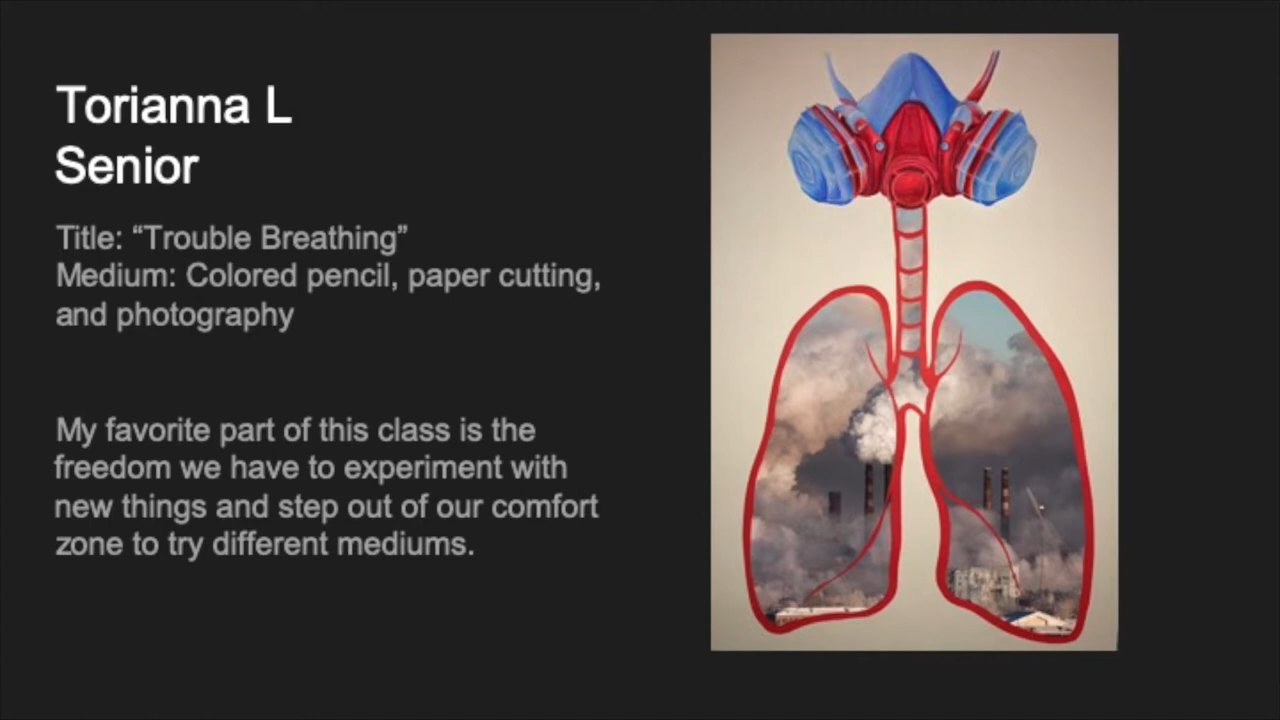 Torianna L
Senior
Title: “Trouble Breathing”
Medium: Colored pencil, paper cutting,
and photography
My favorite part of this class is the
freedom we have to experiment with
new things and step out of our comfort
zone to try different mediums.